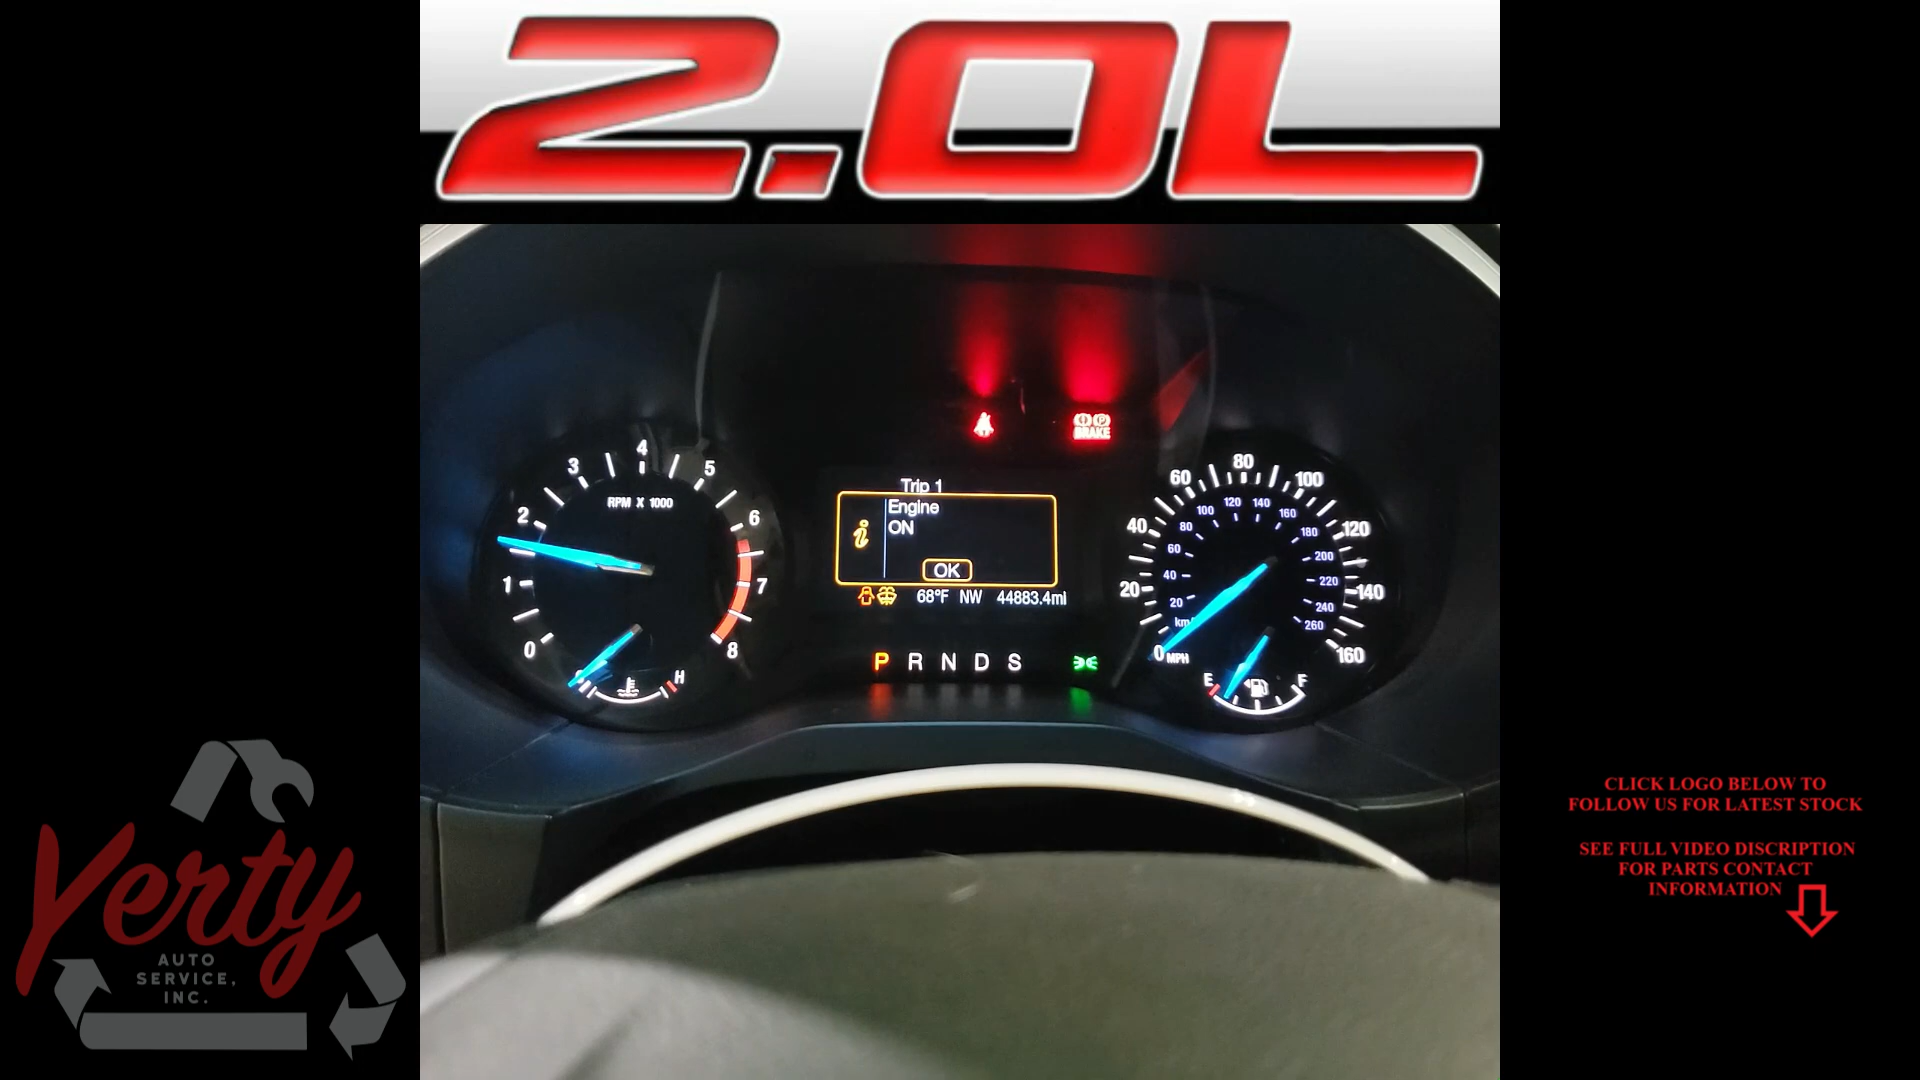 2.0L
Trip 1
Engine
ON
OK
68°F NW 44883.4mi
P R N D S
RPM X 1000
0
1
2
3
4
5
6
7
8
H
BRAKE
0
20
40
60
80
100
120
140
160
MPH
20
40
60
80
100
120
140
160
180
200
220
240
260
E
F
Yerty
AUTO
SERVICE,
INC.
CLICK LOGO BELOW TO
FOLLOW US FOR LATEST STOCK
SEE FULL VIDEO DISCRIPTION
FOR PARTS CONTACT
INFORMATION